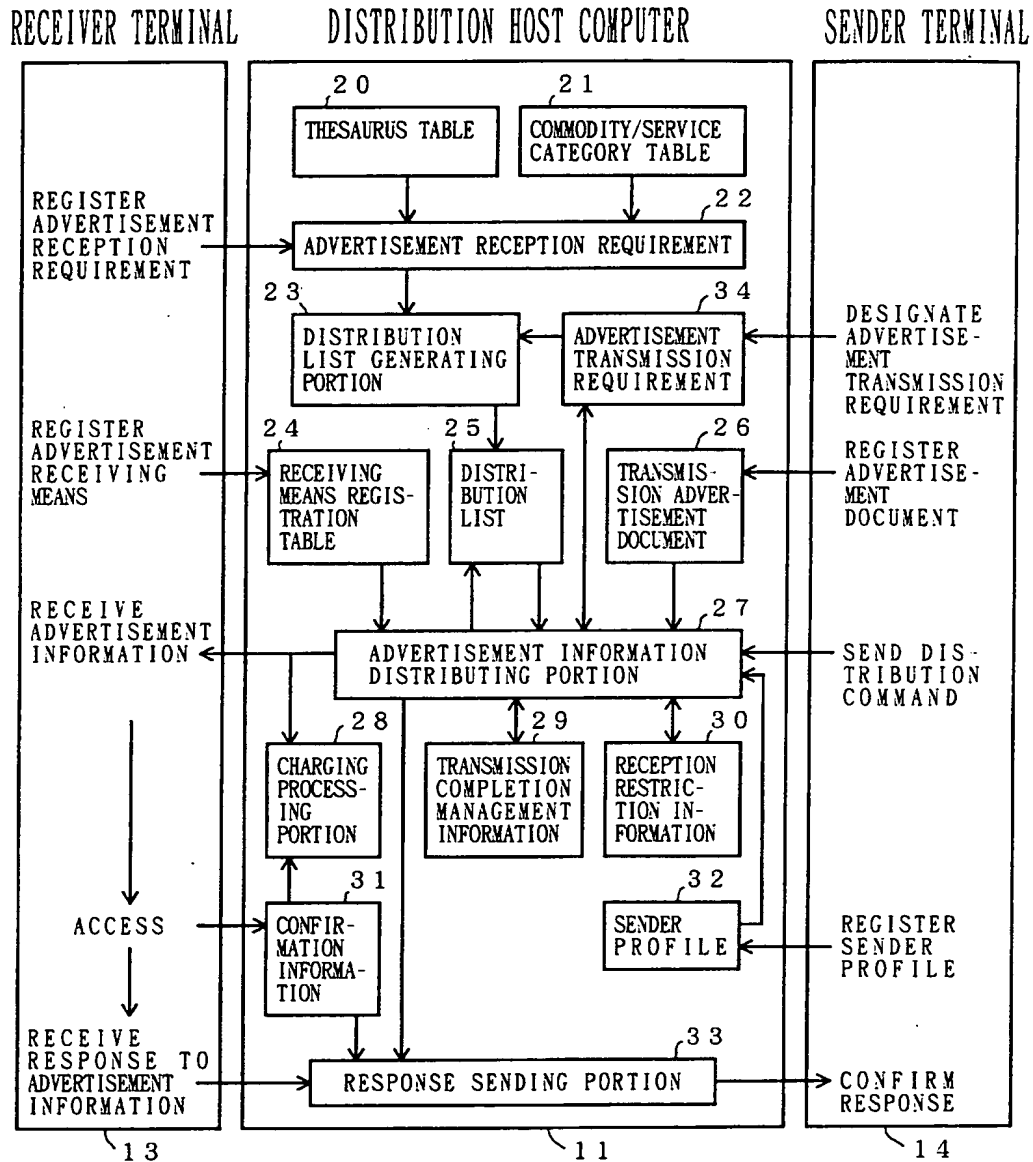 RECEIVER TERMINAL
DISTRIBUTION HOST COMPUTER
SENDER TERMINAL
20
THESAURUS TABLE
21
COMMODITY/SERVICE
CATEGORY TABLE
REGISTER
ADVERTISEMENT
RECEPTION
REQUIREMENT
22
ADVERTISEMENT RECEPTION REQUIREMENT
23
DISTRIBUTION
LIST GENERATING
PORTION
34
ADVERTISEMENT
TRANSMISSION
REQUIREMENT
DESIGNATE
ADVERTISE-
MENT
TRANSMISSION
REQUIREMENT
REGISTER
ADVERTISEMENT
RECEIVING
MEANS
24
RECEIVING
MEANS REGIS-
TRATION
TABLE
25
DISTRI-
BUTION
LIST
26
TRANSMIS-
SION ADVER-
TISEMENT
DOCUMENT
REGISTER
ADVERTISE-
MENT
DOCUMENT
RECEIVE
ADVERTISEMENT
INFORMATION
27
ADVERTISEMENT INFORMATION
DISTRIBUTING PORTION
SEND DIS-
TRIBUTION
COMMAND
28
CHARGING
PROCESS-
ING
PORTION
29
TRANSMISSION
COMPLETION
MANAGEMENT
INFORMATION
30
RECEPTION
RESTRIC-
TION IN-
FORMATION
ACCESS
31
CONFIR-
MATION
INFORMA-
TION
32
SENDER
PROFILE
REGISTER
SENDER
PROFILE
RECEIVE
RESPONSE TO
ADVERTISEMENT
INFORMATION
33
RESPONSE SENDING PORTION
CONFIRM
RESPONSE
13
11
14